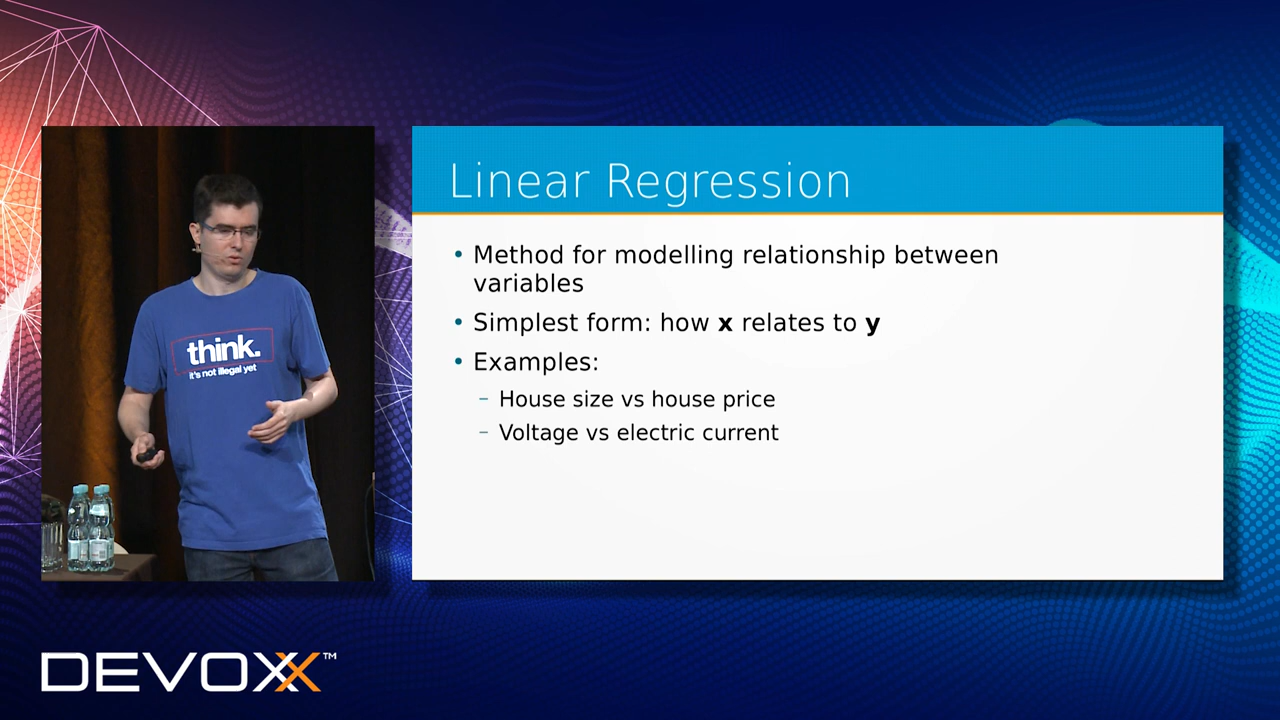 Linear Regression
• Method for modelling relationship between
variables
• Simplest form: how x relates to y
• Examples:
– House size vs house price
– Voltage vs electric current
think.
it's not illegal yet
DEVOXX™